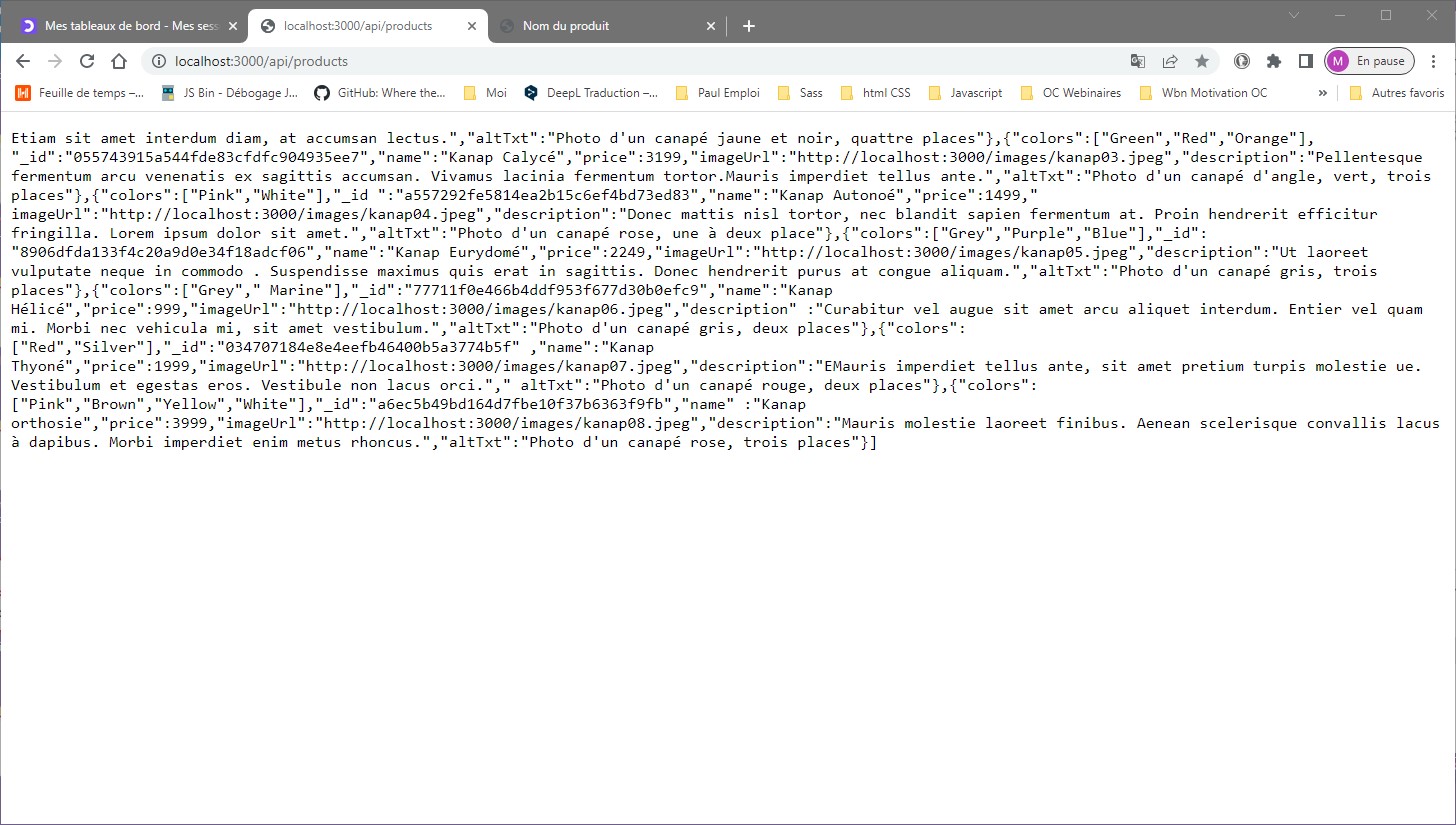 Mes tableaux de bord - Mes sess
localhost:3000/api/products
Nom du produit
localhost:3000/api/products
M
En pause
Feuille de temps –...
JS Bin - Débogage J...
GitHub: Where the...
Moi
DeepL Traduction –...
Paul Emploi
Sass
html CSS
Javascript
OC Webinaires
Wbn Motivation OC
»
Autres favoris
Etiam sit amet interdum diam, at accumsan lectus.","altTxt":"Photo d'un canapé jaune et noir, quattre places"},{"colors":["Green","Red","Orange"],
"_id":"055743915a544fde83cfdfc904935ee7","name":"Kanap Calycé","price":3199,"imageUrl":"http://localhost:3000/images/kanap03.jpeg","description":"Pellentesque
fermentum arcu venenatis ex sagittis accumsan. Vivamus lacinia fermentum tortor.Mauris imperdiet tellus ante.","altTxt":"Photo d'un canapé d'angle, vert, trois
places"},{"colors":["Pink","White"],"_id ":"a557292fe5814ea2b15c6ef4bd73ed83","name":"Kanap Autonoé","price":1499,"
imageUrl":"http://localhost:3000/images/kanap04.jpeg","description":"Donec mattis nisl tortor, nec blandit sapien fermentum at. Proin hendrerit efficitur
fringilla. Lorem ipsum dolor sit amet.","altTxt":"Photo d'un canapé rose, une à deux place"},{"colors":["Grey","Purple","Blue"],"_id":
"8906dfda133f4c20a9d0e34f18adcf06","name":"Kanap Eurydomé","price":2249,"imageUrl":"http://localhost:3000/images/kanap05.jpeg","description":"Ut laoreet
vulputate neque in commodo . Suspendisse maximus quis erat in sagittis. Donec hendrerit purus at congue aliquam.","altTxt":"Photo d'un canapé gris, trois
places"},{"colors":["Grey"," Marine"],"_id":"77711f0e466b4ddf953f677d30b0efc9","name":"Kanap
Hélicé","price":999,"imageUrl":"http://localhost:3000/images/kanap06.jpeg","description" :"Curabitur vel augue sit amet arcu aliquet interdum. Entier vel quam
mi. Morbi nec vehicula mi, sit amet vestibulum.","altTxt":"Photo d'un canapé gris, deux places"},{"colors":
["Red","Silver"],"_id":"034707184e8e4eefb46400b5a3774b5f" ,"name":"Kanap
Thyoné","price":1999,"imageUrl":"http://localhost:3000/images/kanap07.jpeg","description":"EMauris imperdiet tellus ante, sit amet pretium turpis molestie ue.
Vestibulum et egestas eros. Vestibule non lacus orci."," altTxt":"Photo d'un canapé rouge, deux places"},{"colors":
["Pink","Brown","Yellow","White"],"_id":"a6ec5b49bd164d7fbe10f37b6363f9fb","name" :"Kanap
orthosie","price":3999,"imageUrl":"http://localhost:3000/images/kanap08.jpeg","description":"Mauris molestie laoreet finibus. Aenean scelerisque convallis lacus
à dapibus. Morbi imperdiet enim metus rhoncus.","altTxt":"Photo d'un canapé rose, trois places"}]